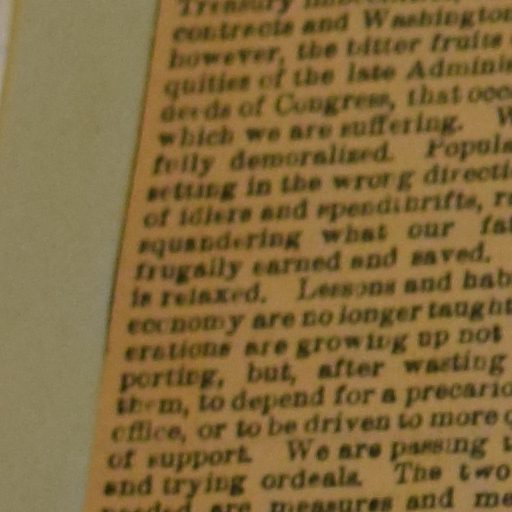 Treasury
contracts and Washington
however, the bitter fruits
quities of the late Adminis
deeds of Congress, that occ
which we are suffering. W
fully demoralized. Popula
setting in the wrong directi
of idlers and spendthrifts, r
squandering what our fat
frugally earned and saved.
is relaxed. Lessons and hab
economy are no longer taught
erations are growing up not
porting, but, after wasting
them, to depend for a precario
office, or to be driven to more
of support. We are passing t
and trying ordeals. The two
needed are measures and me